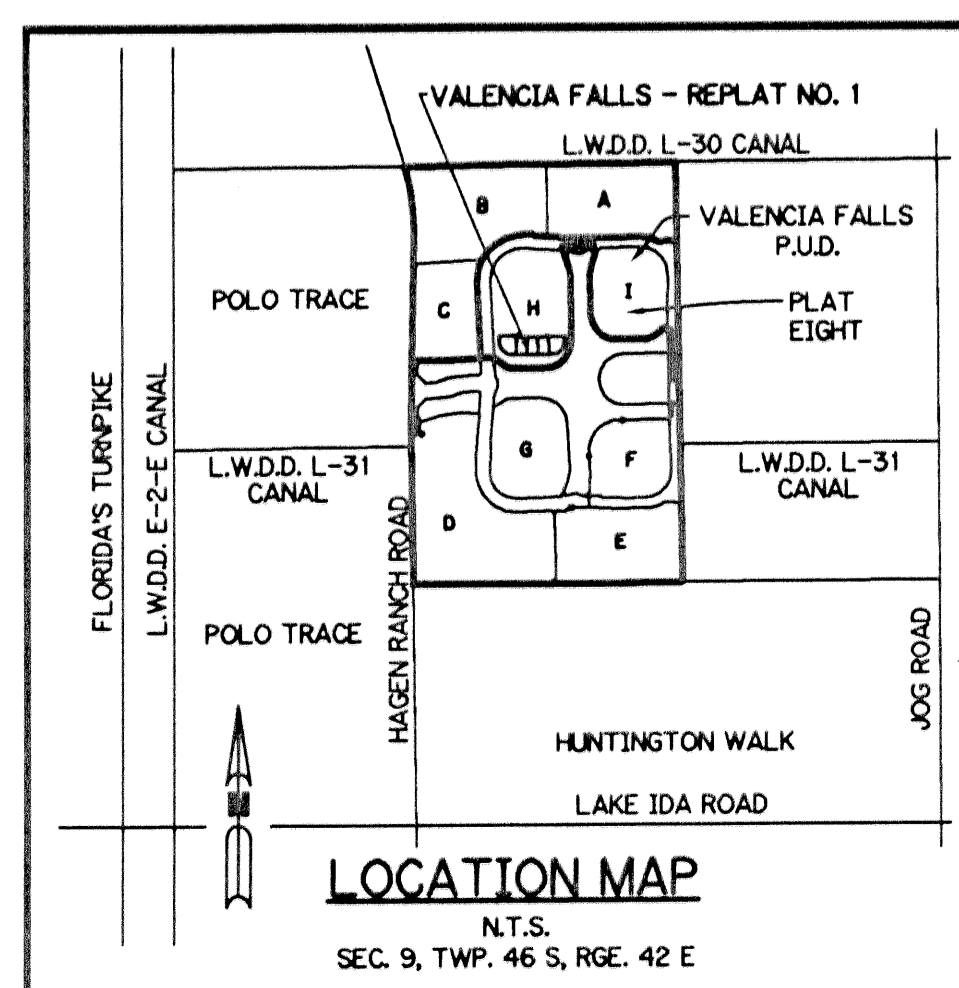 VALENCIA FALLS - REPLAT NO. 1
L.W.D.D. L-30 CANAL
B
A
VALENCIA FALLS
P.U.D.
POLO TRACE
C
H
I
PLAT
EIGHT
FLORIDA'S TURNPIKE
L.W.D.D. E-2-E CANAL
L.W.D.D. L-31
CANAL
G
F
L.W.D.D. L-31
CANAL
D
E
HAGEN RANCH ROAD
POLO TRACE
JOG ROAD
HUNTINGTON WALK
LAKE IDA ROAD
LOCATION MAP
N.T.S.
SEC. 9, TWP. 46 S, RGE. 42 E